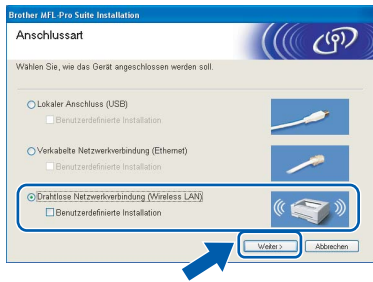 Brother MFL-Pro Suite Installation
Anschlussart
Wählen Sie, wie das Gerät angeschlossen werden soll.
Lokaler Anschluss (USB)
Benutzerdefinierte Installation
Verkabelte Netzwerkverbindung (Ethernet)
Benutzerdefinierte Installation
Drahtlose Netzwerkverbindung (Wireless LAN)
Benutzerdefinierte Installation
Weiter >
Abbrechen